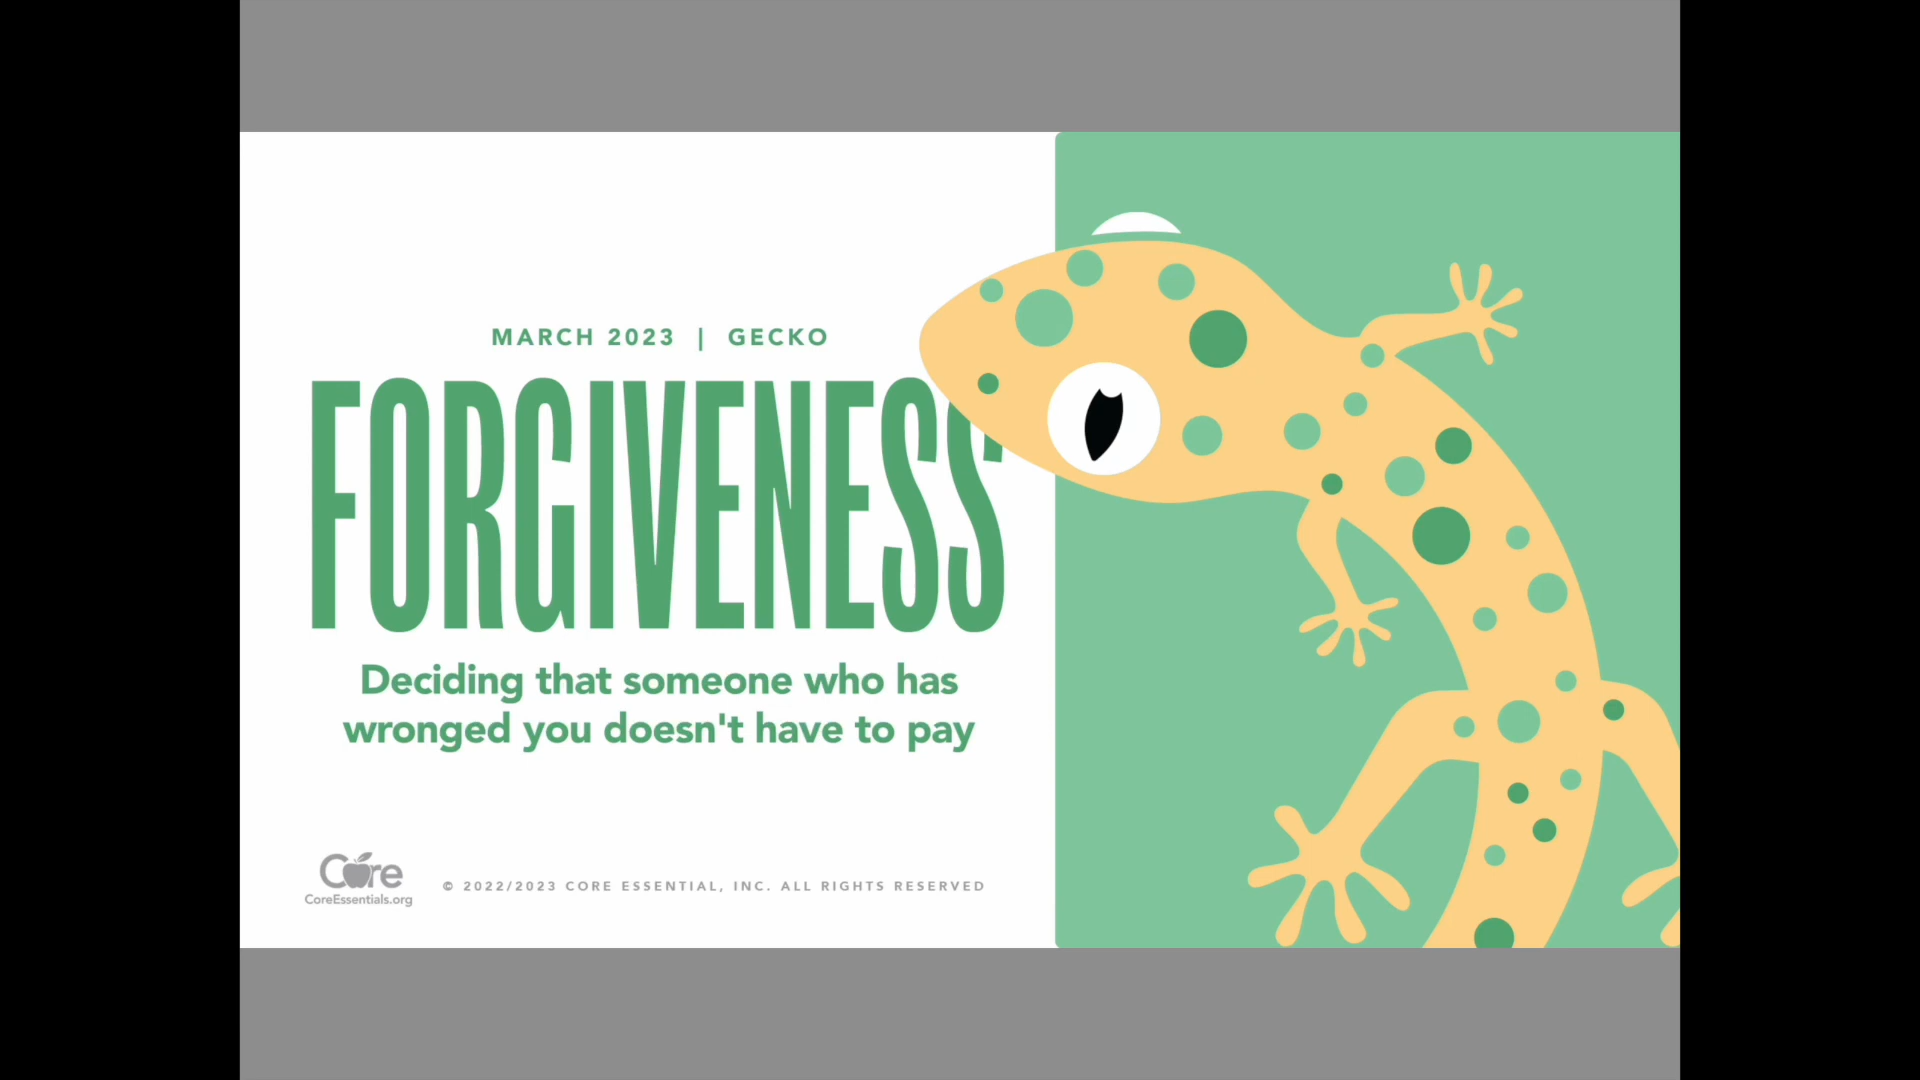 MARCH 2023 | GECKO
FORGIVENESS
Deciding that someone who has
wronged you doesn't have to pay
Core
CoreEssentials.org
© 2022/2023 CORE ESSENTIAL, INC. ALL RIGHTS RESERVED